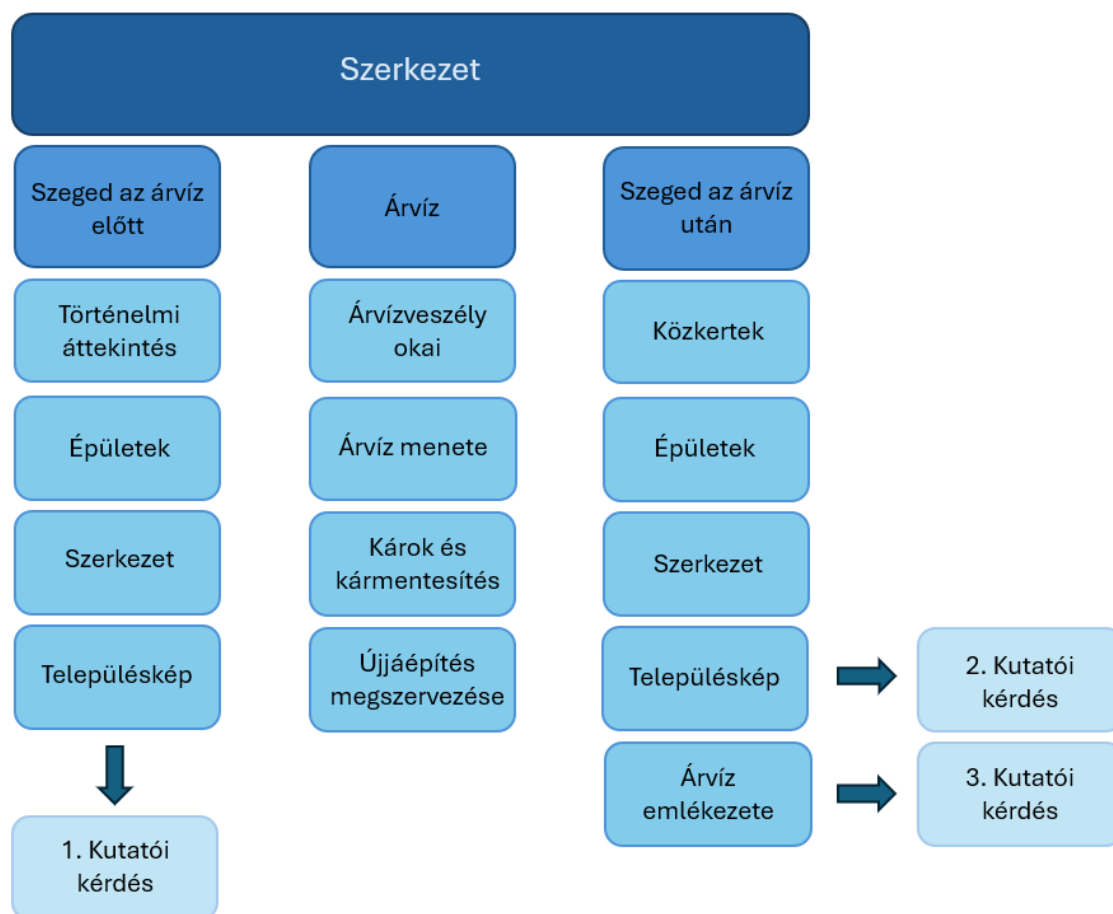 Szerkezet
Szeged az árvíz
előtt
Árvíz
Szeged az árvíz
után
Történelmi
áttekintés
Árvízveszély
okai
Közkertek
Épületek
Árvíz menete
Épületek
Szerkezet
Károk és
kármentesítés
Szerkezet
Településkép
Újjáépítés
megszervezése
Településkép
2. Kutatói
kérdés
Árvíz
emlékezete
3. Kutatói
kérdés
1. Kutatói
kérdés